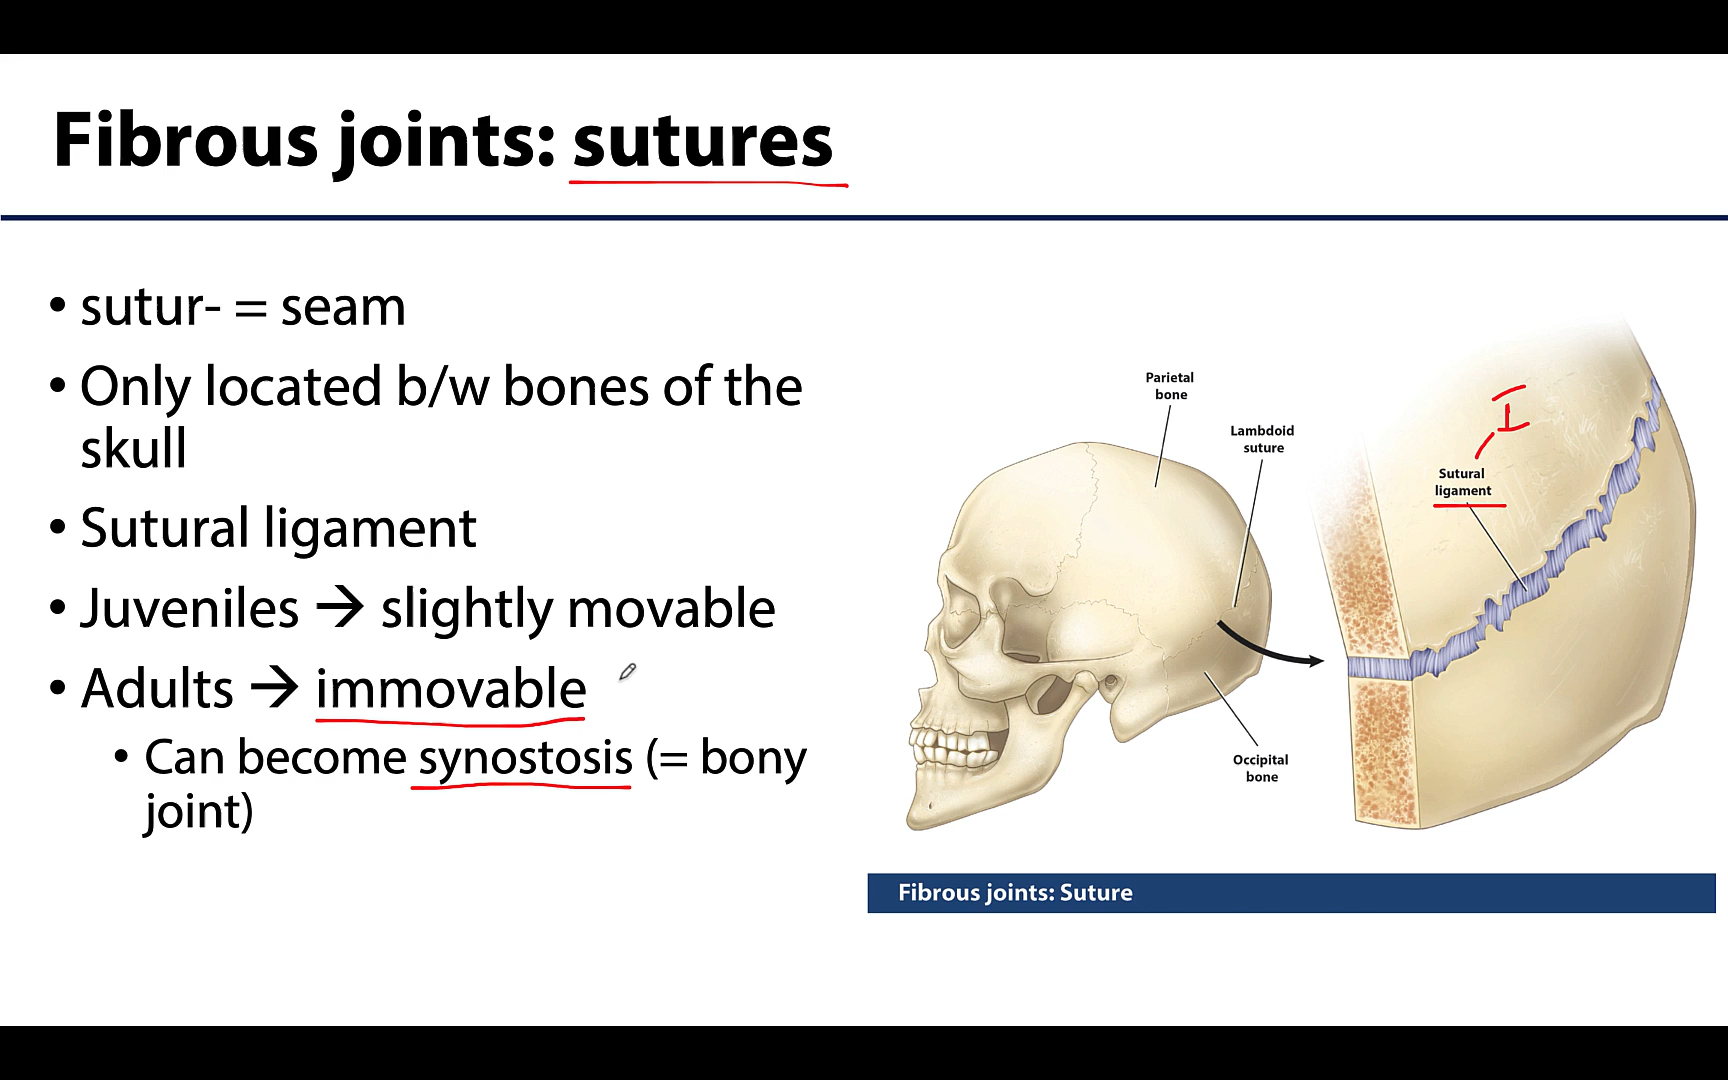 Fibrous joints: sutures
• sutur- = seam
• Only located b/w bones of the
skull
• Sutural ligament
• Juveniles → slightly movable
• Adults → immovable
• Can become synostosis (= bony
joint)
Parietal
bone
Lambdoid
suture
I
Sutural
ligament
Occipital
bone
Fibrous joints: Suture